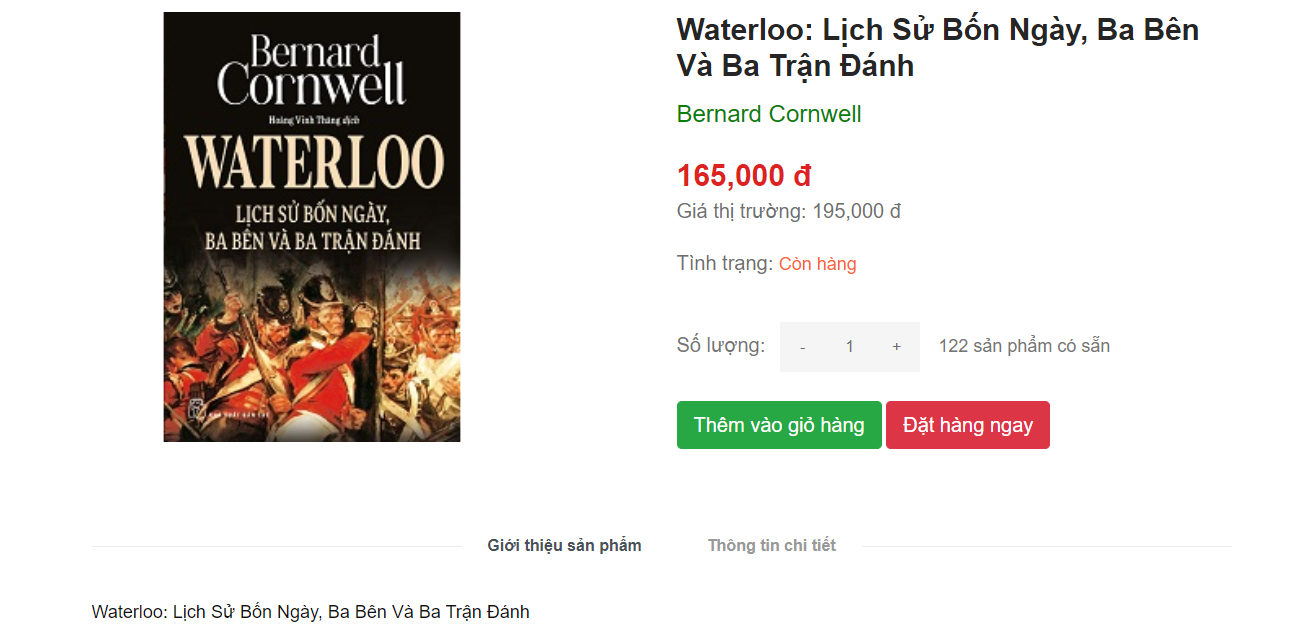 Bernard
Cornwell
Hoàng Vĩnh Thăng dịch
WATERLOO
LỊCH SỬ BỐN NGÀY,
BA BÊN VÀ BA TRẬN ĐÁNH
Waterloo: Lịch Sử Bốn Ngày, Ba Bên
Và Ba Trận Đánh
Bernard Cornwell
165,000 đ
Giá thị trường: 195,000 đ
Tình trạng: Còn hàng
Số lượng: - 1 + 122 sản phẩm có sẵn
Thêm vào giỏ hàng Đặt hàng ngay
Giới thiệu sản phẩm Thông tin chi tiết
Waterloo: Lịch Sử Bốn Ngày, Ba Bên Và Ba Trận Đánh